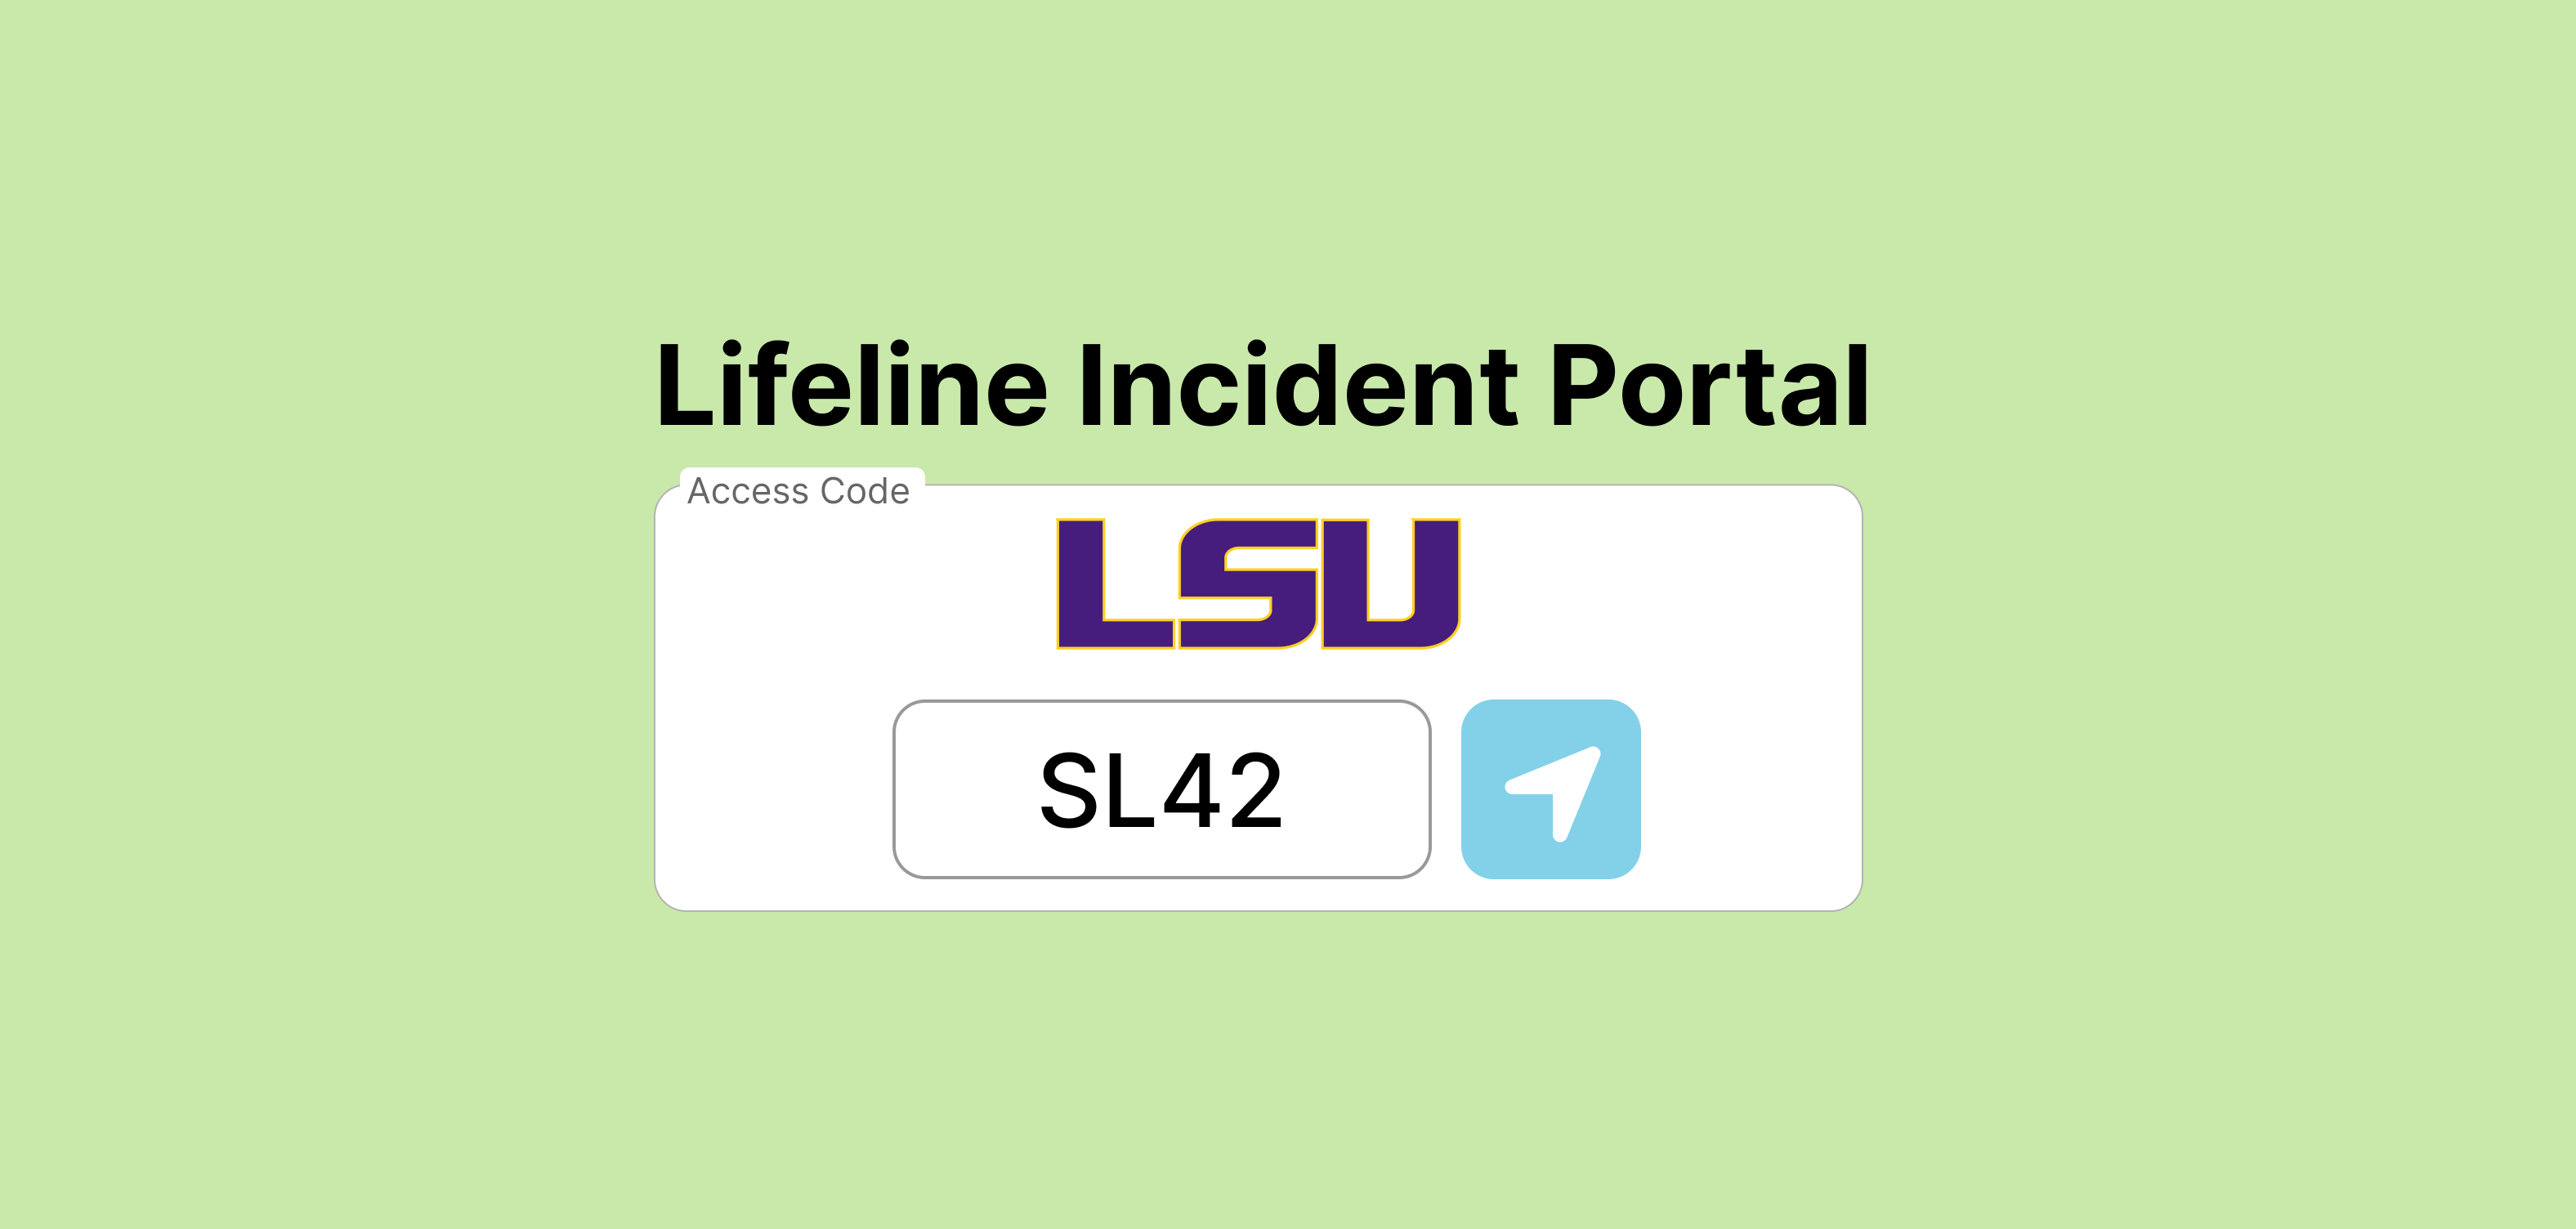 Lifeline Incident Portal
Access Code
LSU
SL42